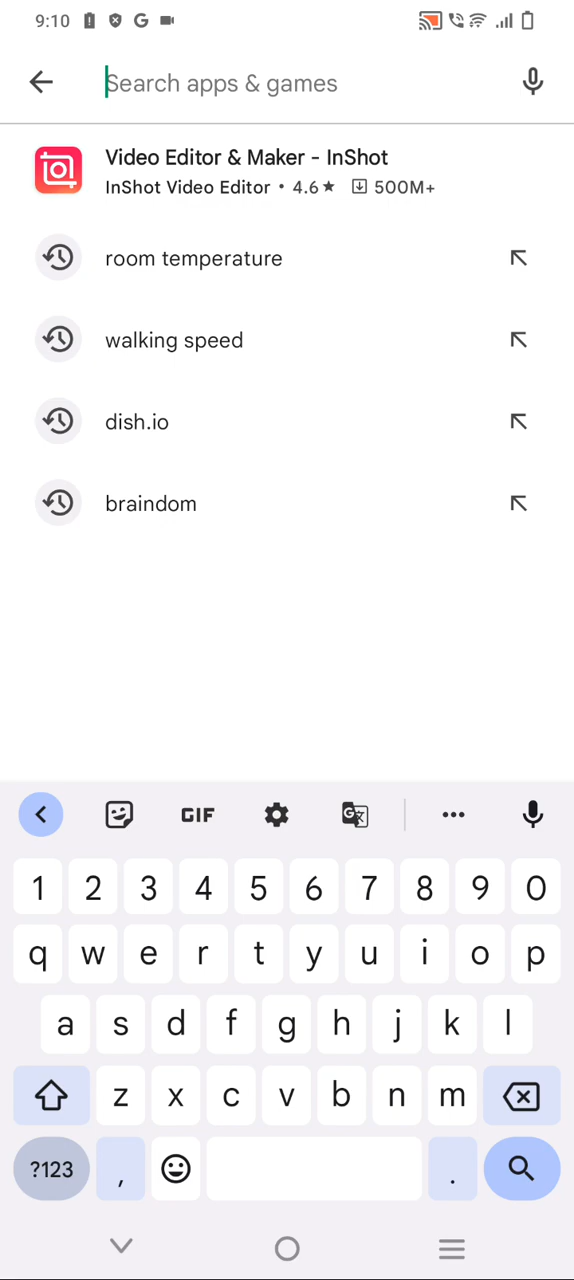 9:10
Search apps & games
Video Editor & Maker - InShot
InShot Video Editor • 4.6★ 500M+
room temperature
walking speed
dish.io
braindom
GIF
1 2 3 4 5 6 7 8 9 0
q w e r t y u i o p
a s d f g h j k l
z x c v b n m
?123 , .